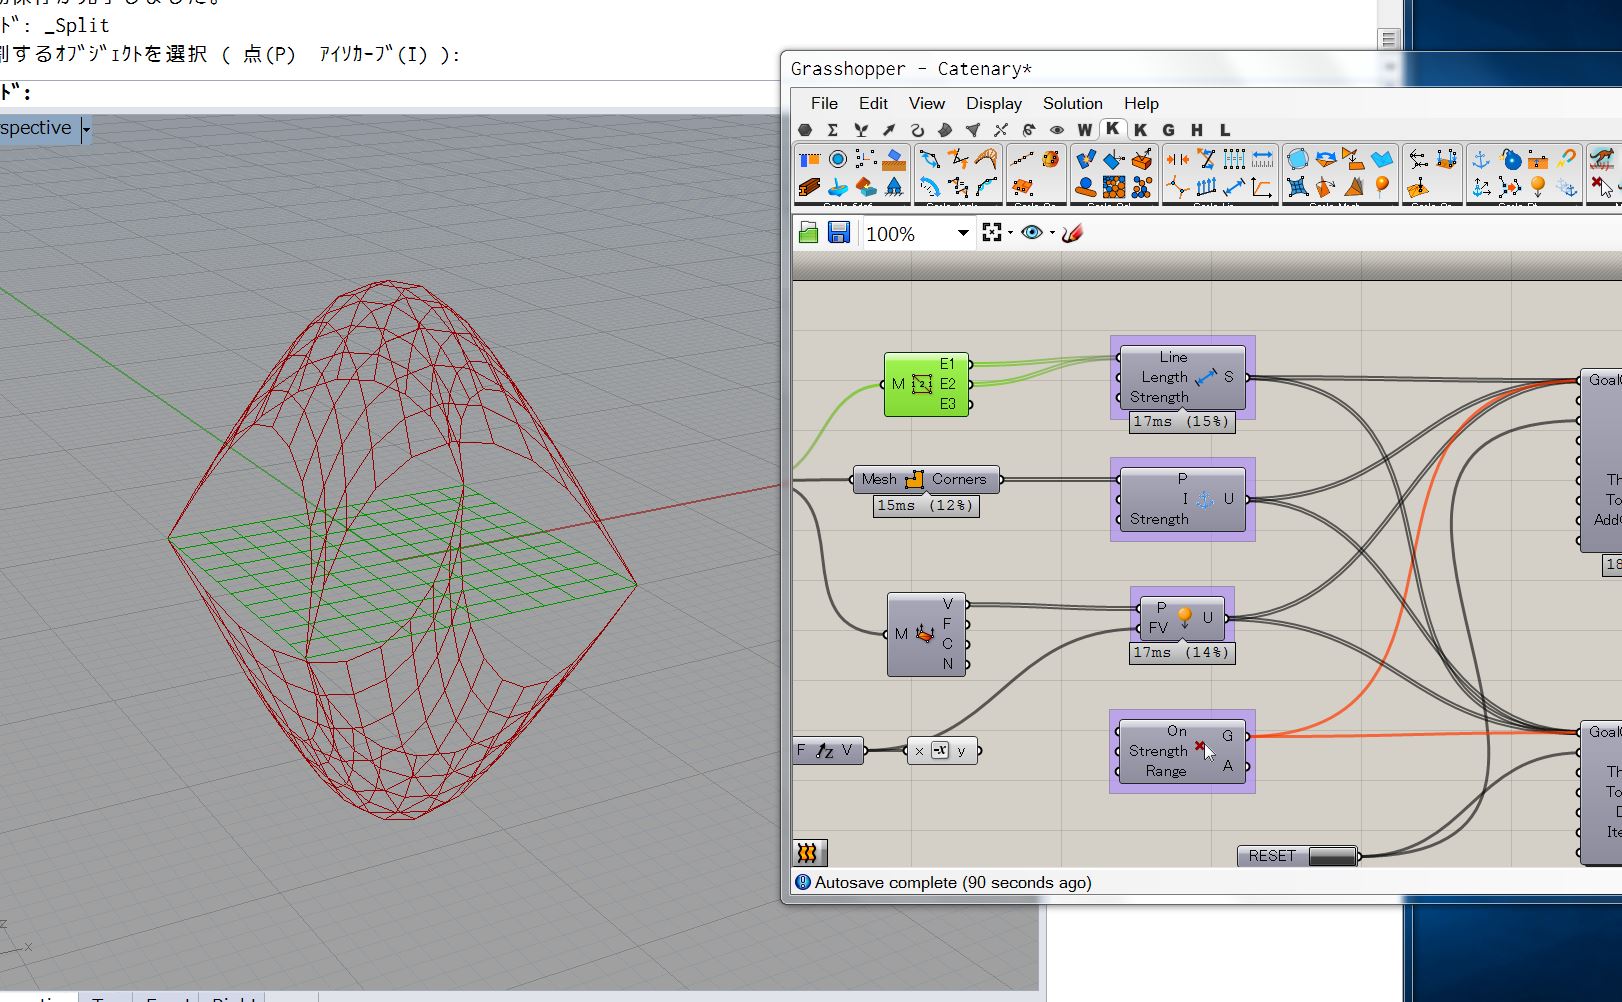 ﾄﾞ: _Split
割するｵﾌﾞｼﾞｪｸﾄを選択 ( 点(P)  ｱｲｿｶｰﾌﾞ(I) ):
ﾄﾞ:
spective
Grasshopper - Catenary*
File Edit View Display Solution Help
W K K G H L
100%
E1
M E2
E3
Line
Length S
Strength
17ms (15%)
Mesh Corners
15ms (12%)
P
I U
Strength
V
F
M
C
N
P
U
FV
17ms (14%)
F V
x -x y
On
G
Strength
Range
A
RESET
Goal
Th
To
Add
18
Goal
Th
To
D
Ite
Autosave complete (90 seconds ago)
z
x